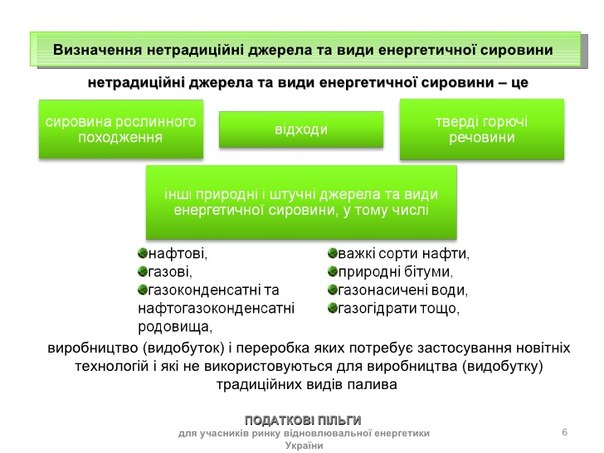 Визначення нетрадиційні джерела та види енергетичної сировини
нетрадиційні джерела та види енергетичної сировини – це
сировина рослинного
походження
відходи
тверді горючі
речовини
інші природні і штучні джерела та види
енергетичної сировини, у тому числі
нафтові,
газові,
газоконденсатні та
нафтогазоконденсатні
родовища,
важкі сорти нафти,
природні бітуми,
газонасичені води,
газогідрати тощо,
виробництво (видобуток) і переробка яких потребує застосування новітніх
технологій і які не використовуються для виробництва (видобутку)
традиційних видів палива
ПОДАТКОВІ ПІЛЬГИ
для учасників ринку відновлювальної енергетики
України
6